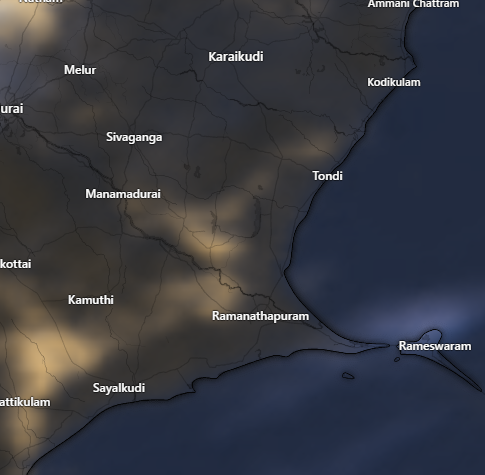 Natham
Ammani Chattram
Karaikudi
Melur
Kodikulam
urai
Sivaganga
Tondi
Manamadurai
kottai
Kamuthi
Ramanathapuram
Rameswaram
Sayalkudi
attikulam